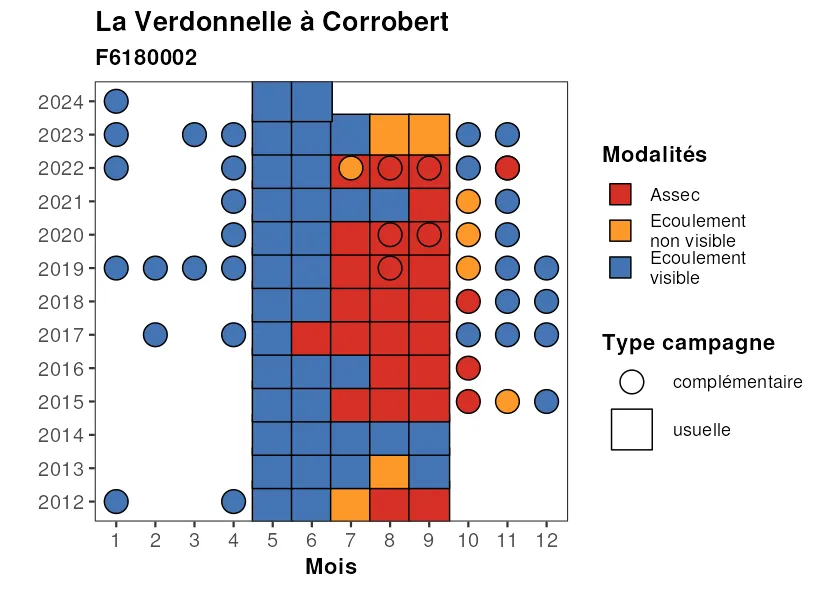 La Verdonnelle à Corrobert
F6180002
2024
2023
2022
2021
2020
2019
2018
2017
2016
2015
2014
2013
2012
1 2 3 4 5 6 7 8 9 10 11 12
Mois
Modalités
Assec
Ecoulement
non visible
Ecoulement
visible
Type campagne
complémentaire
usuelle